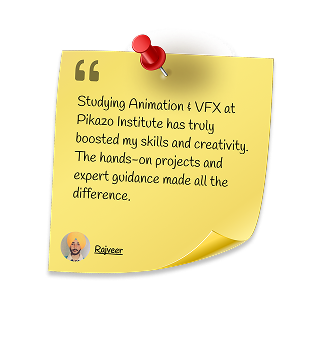 “
Studying Animation & VFX at
Pikazo Institute has truly
boosted my skills and creativity.
The hands-on projects and
expert guidance made all the
difference.
Rajveer